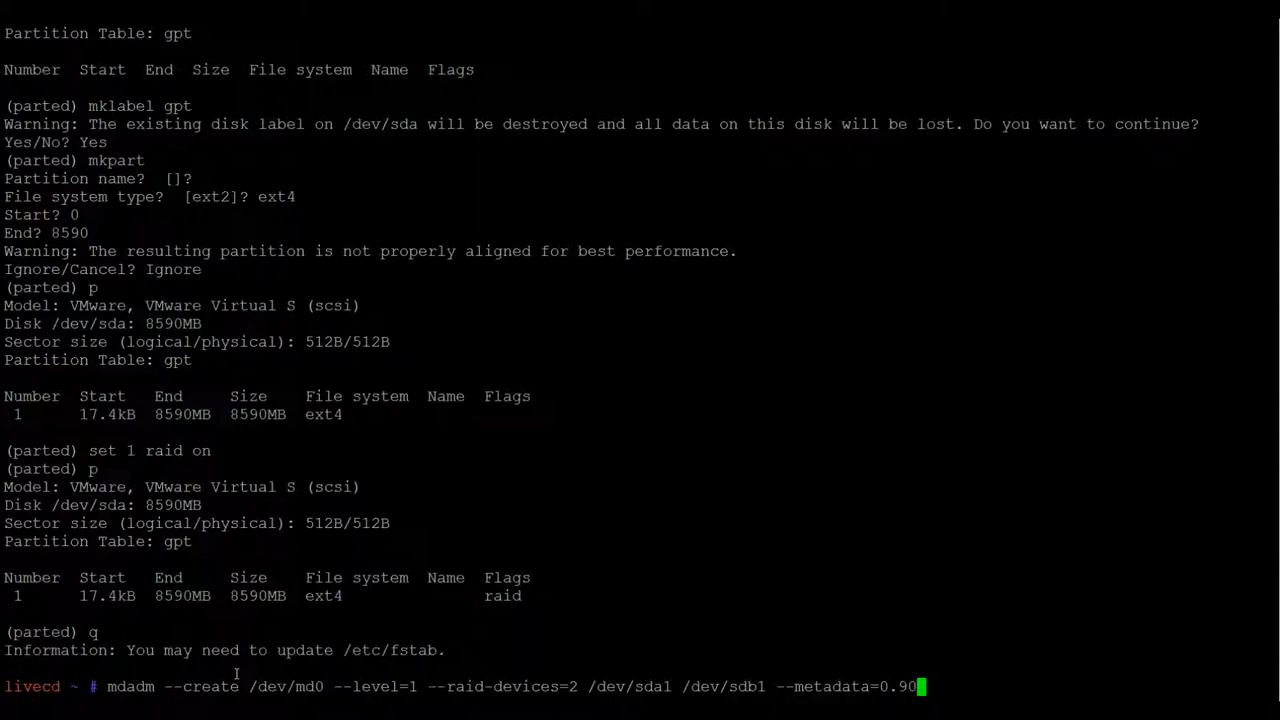 Partition Table: gpt
Number  Start  End  Size  File system  Name  Flags
(parted) mklabel gpt
Warning: The existing disk label on /dev/sda will be destroyed and all data on this disk will be lost. Do you want to continue?
Yes/No? Yes
(parted) mkpart
Partition name?  []?
File system type?  [ext2]? ext4
Start? 0
End? 8590
Warning: The resulting partition is not properly aligned for best performance.
Ignore/Cancel? Ignore
(parted) p
Model: VMware, VMware Virtual S (scsi)
Disk /dev/sda: 8590MB
Sector size (logical/physical): 512B/512B
Partition Table: gpt
Number  Start   End     Size    File system  Name  Flags
 1      17.4kB  8590MB  8590MB  ext4
(parted) set 1 raid on
(parted) p
Model: VMware, VMware Virtual S (scsi)
Disk /dev/sda: 8590MB
Sector size (logical/physical): 512B/512B
Partition Table: gpt
Number  Start   End     Size    File system  Name  Flags
 1      17.4kB  8590MB  8590MB  ext4               raid
(parted) q
Information: You may need to update /etc/fstab.
livecd ~ # mdadm --create /dev/md0 --level=1 --raid-devices=2 /dev/sda1 /dev/sdb1 --metadata=0.90